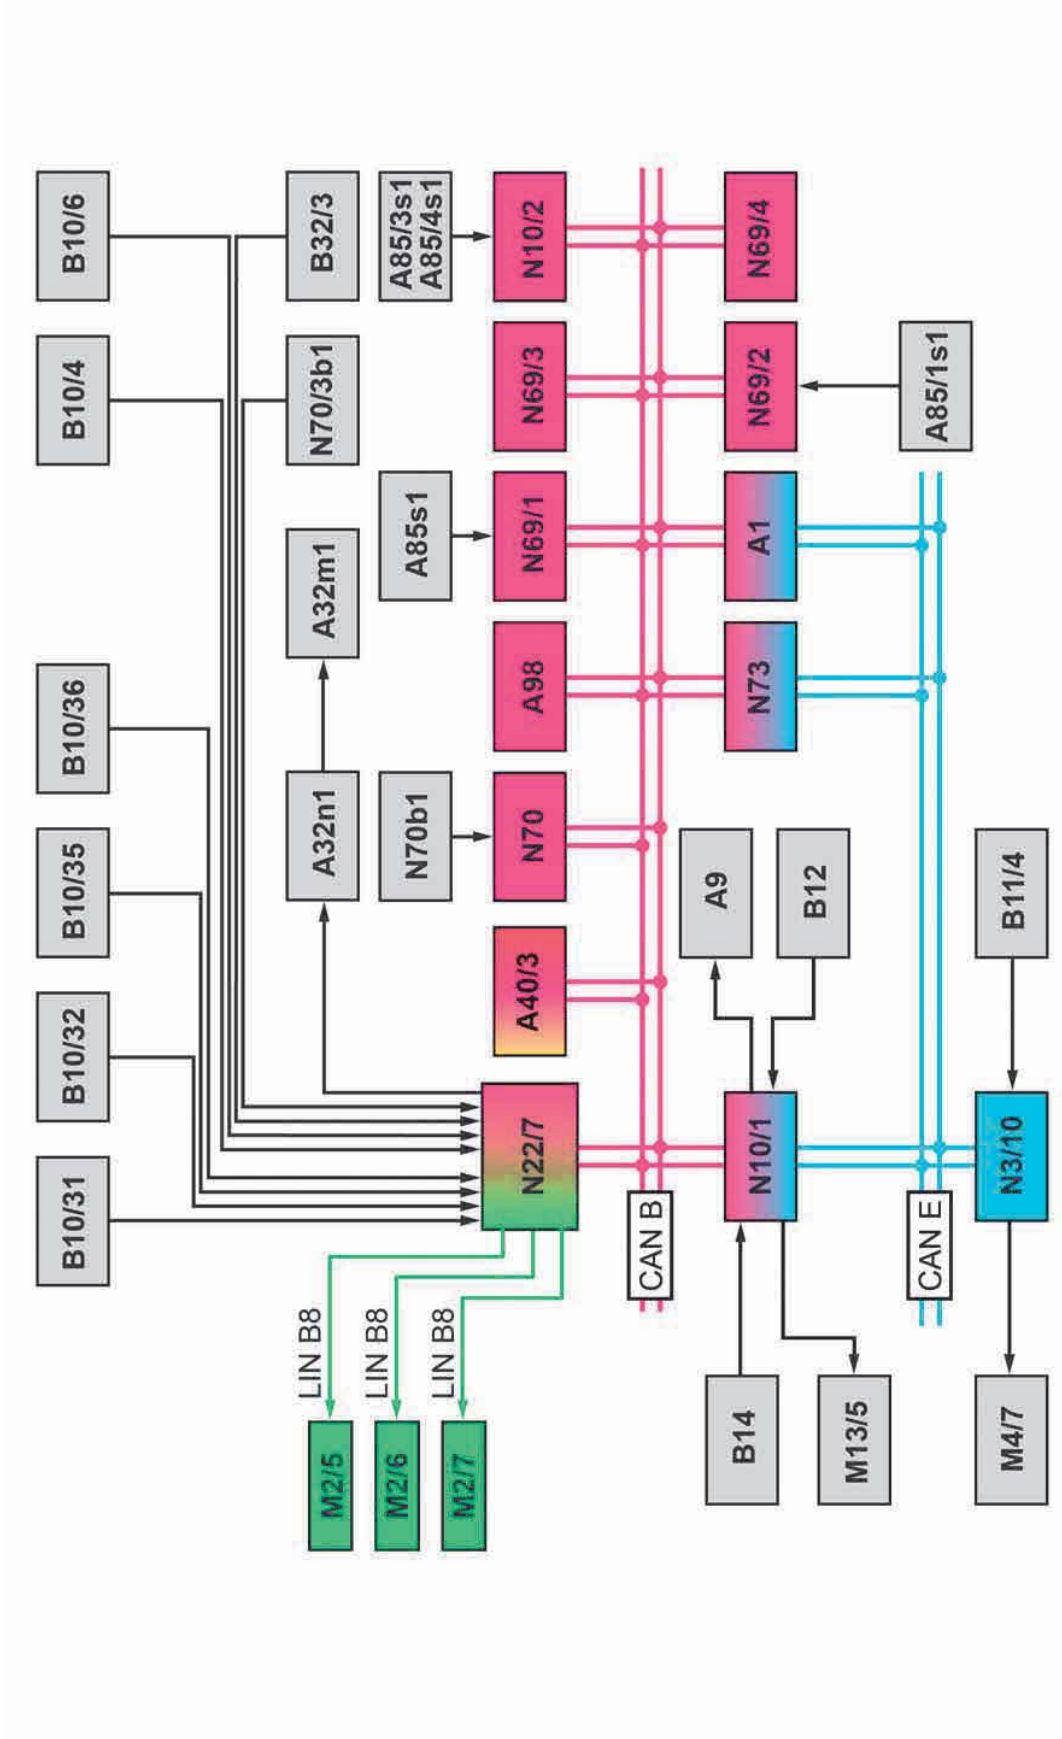 B10/31
B10/32
B10/35
B10/36
B10/4
B10/6
LIN B8
M2/5
LIN B8
M2/6
LIN B8
M2/7
A32n1
A32m1
N70/3b1
B32/3
N70b1
A85s1
A85/3s1
A85/4s1
N22/7
A40/3
N70
A98
N69/1
N69/3
N10/2
CAN B
B14
M13/5
N10/1
A9
B12
N73
A1
N69/2
N69/4
A85/1s1
CAN E
M4/7
N3/10
B11/4